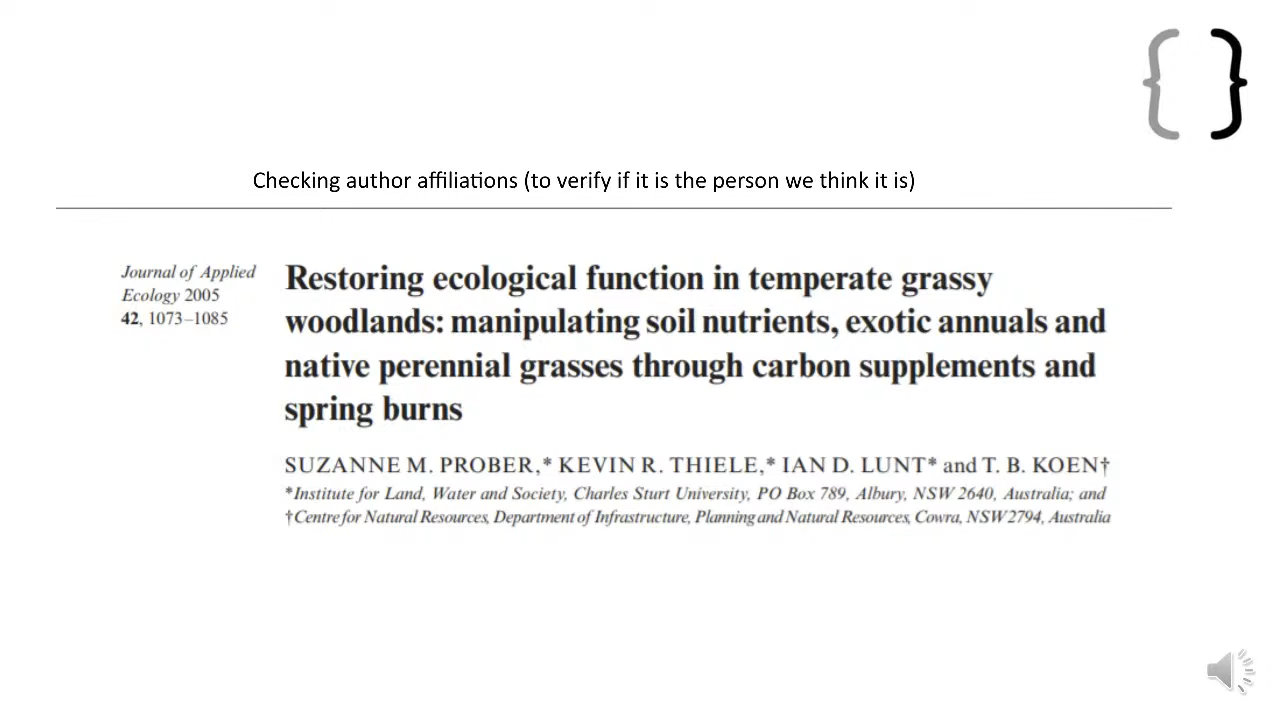 { }
Checking author affiliations (to verify if it is the person we think it is)
Journal of Applied
Ecology 2005
42, 1073–1085
Restoring ecological function in temperate grassy
woodlands: manipulating soil nutrients, exotic annuals and
native perennial grasses through carbon supplements and
spring burns
SUZANNE M. PROBER,* KEVIN R. THIELE,* IAN D. LUNT* and T. B. KOEN†
*Institute for Land, Water and Society, Charles Sturt University, PO Box 789, Albury, NSW 2640, Australia; and
†Centre for Natural Resources, Department of Infrastructure, Planning and Natural Resources, Cowra, NSW 2794, Australia